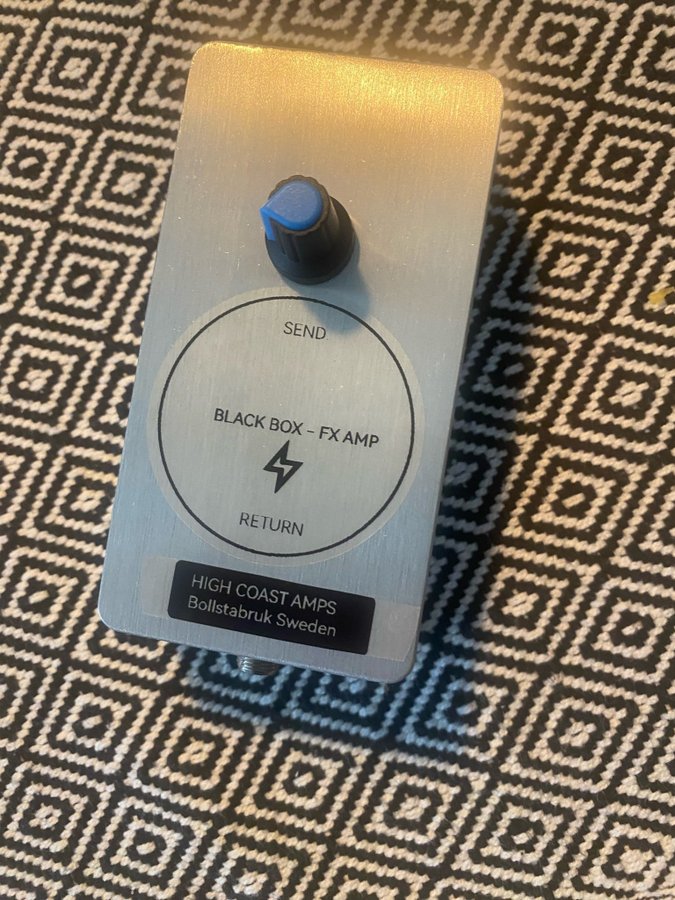 SEND
BLACK BOX – FX AMP
RETURN
HIGH COAST AMPS
Bollstabruk Sweden